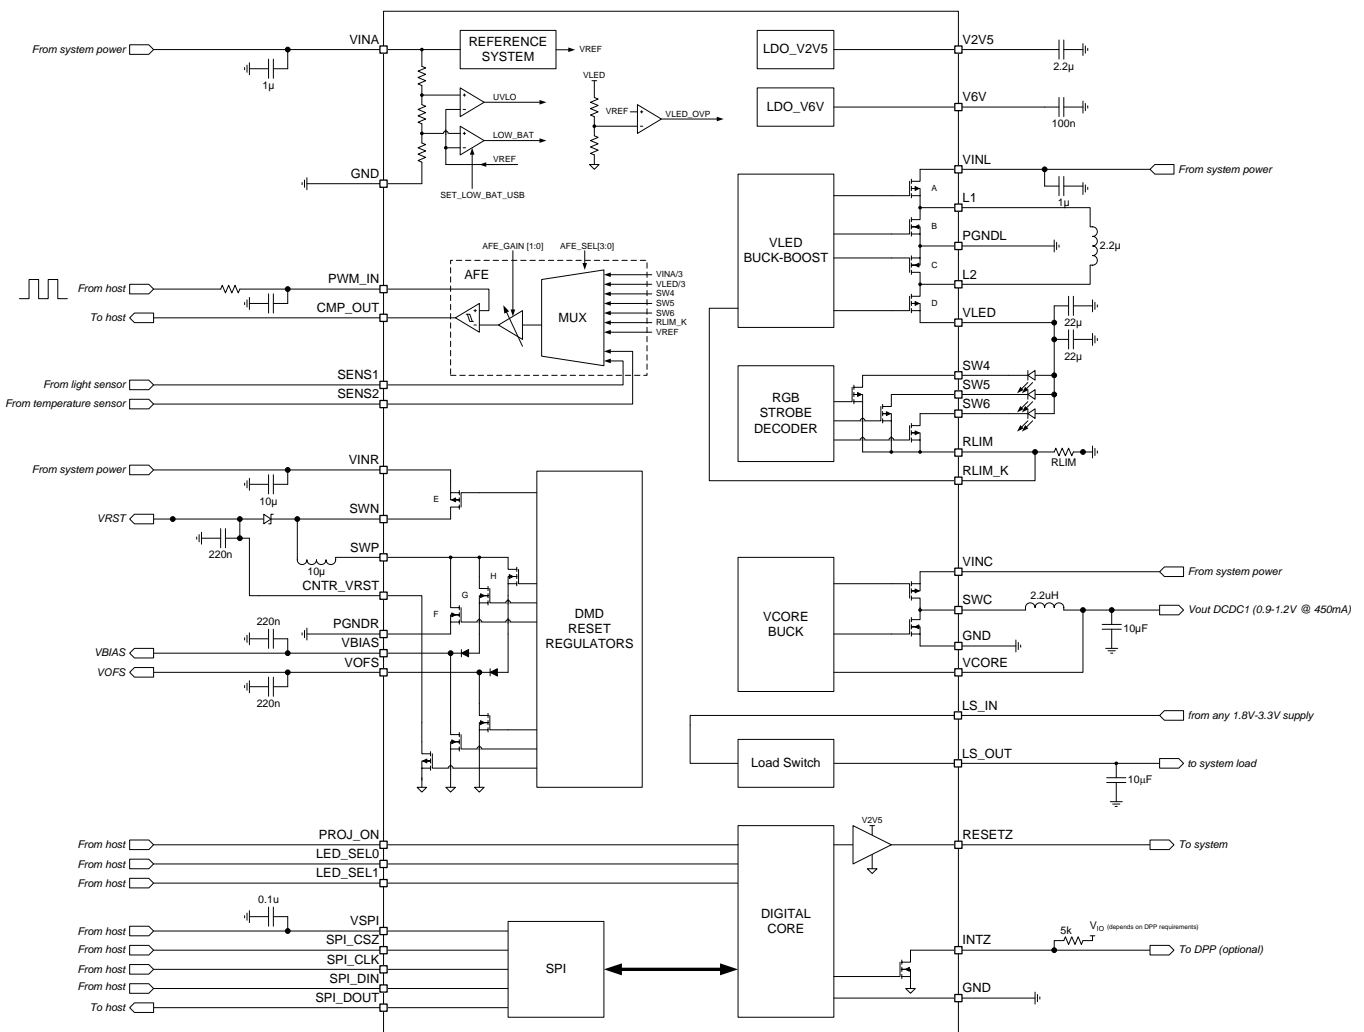 From system power
VINA
1µ
REFERENCE
SYSTEM
VREF
UVLO
LOW_BAT
VREF
SET_LOW_BAT_USB
GND
VLED
VREF
VLED_OVP
LDO_V2V5
V2V5
2.2µ
LDO_V6V
V6V
100n
VINL
From system power
1µ
A
L1
B
PGNDL
2.2µ
C
L2
D
VLED
22µ
22µ
VLED
BUCK-BOOST
AFE_GAIN [1:0]
AFE_SEL[3:0]
AFE
MUX
VINA/3
VLED/3
SW4
SW5
SW6
RLIM_K
VREF
From host
PWM_IN
To host
CMP_OUT
From light sensor
SENS1
From temperature sensor
SENS2
RGB
STROBE
DECODER
SW4
SW5
SW6
RLIM
RLIM
RLIM_K
From system power
VINR
10µ
E
VRST
SWN
220n
SWP
10µ
CNTR_VRST
H
G
F
PGNDR
220n
VBIAS
VBIAS
VOFS
VOFS
220n
DMD
RESET
REGULATORS
VCORE
BUCK
VINC
From system power
SWC
2.2uH
Vout DCDC1 (0.9-1.2V @ 450mA)
10µF
GND
VCORE
LS_IN
from any 1.8V-3.3V supply
Load Switch
LS_OUT
to system load
10µF
From host
PROJ_ON
From host
LED_SEL0
From host
LED_SEL1
0.1u
From host
VSPI
From host
SPI_CSZ
From host
SPI_CLK
From host
SPI_DIN
To host
SPI_DOUT
SPI
DIGITAL
CORE
V2V5
RESETZ
To system
5k
VIO (depends on DPP requirements)
INTZ
To DPP (optional)
GND